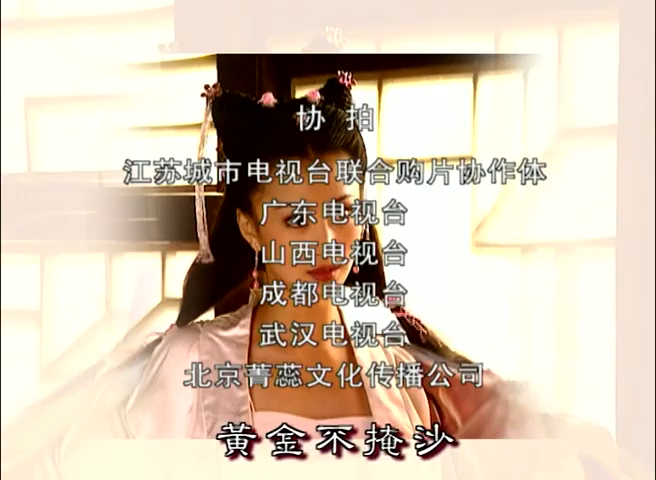 协 拍
江苏城市电视台联合购片协作体
广东电视台
山西电视台
成都电视台
武汉电视台
北京菁蕊文化传播公司
黄金不掩沙